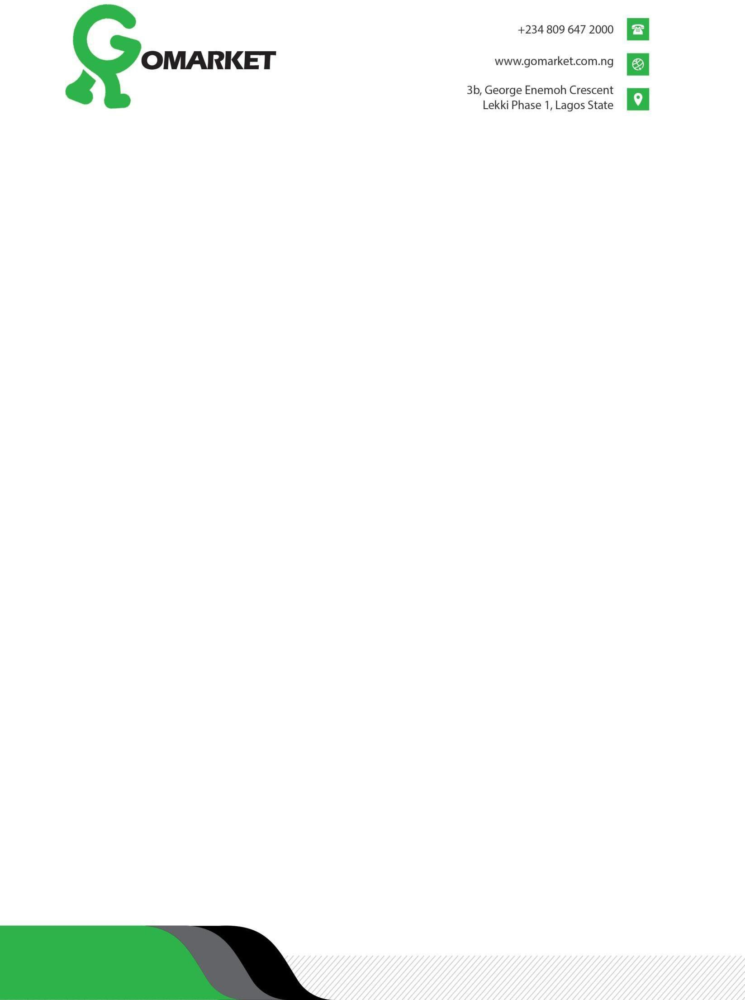 GOMARKET
+234 809 647 2000
www.gomarket.com.ng
3b, George Enemoh Crescent
Lekki Phase 1, Lagos State